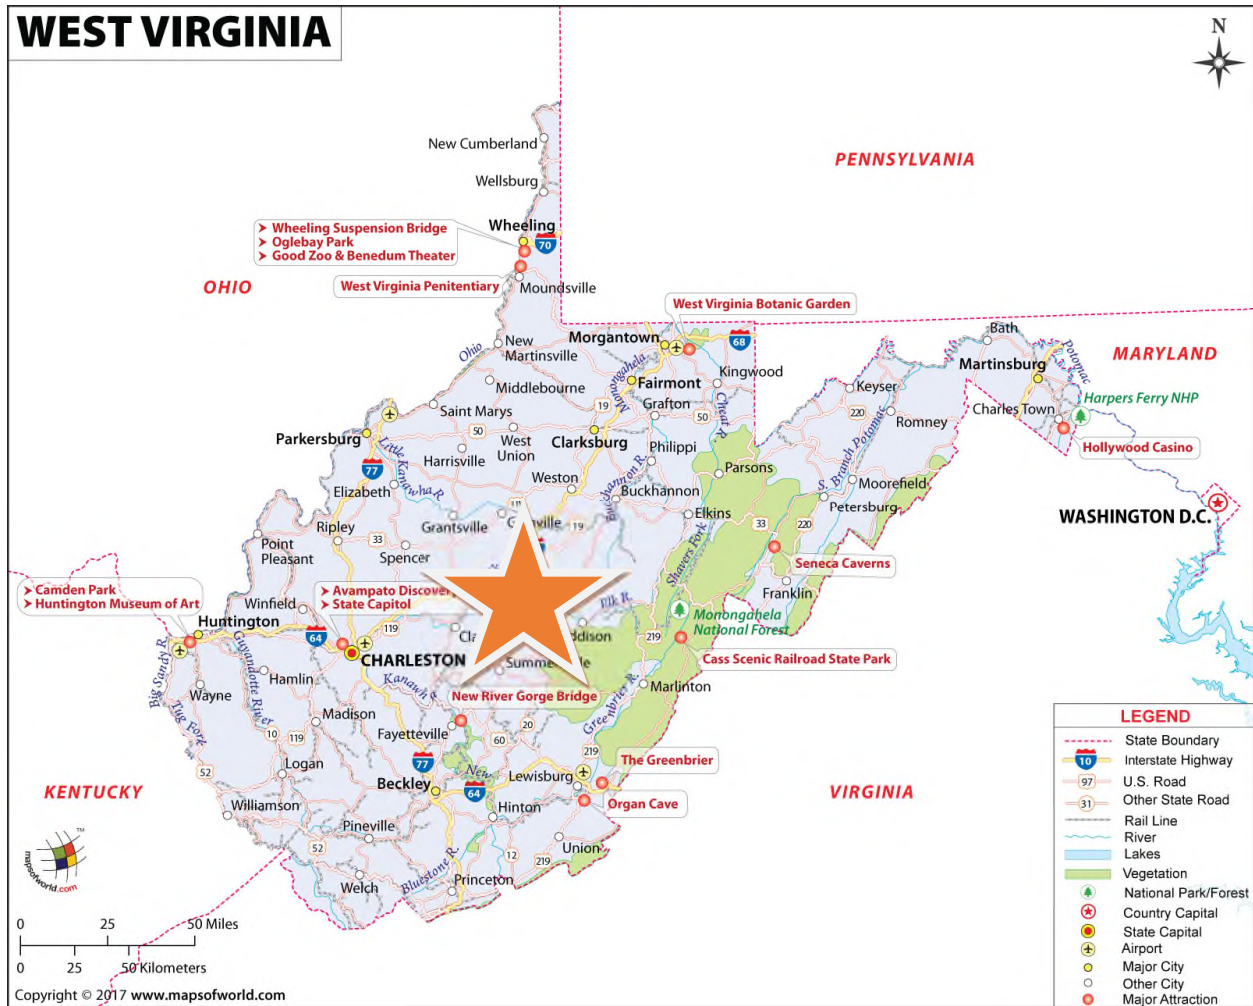 WEST VIRGINIA
N
New Cumberland
PENNSYLVANIA
Wellsburg
Wheeling
➤ Wheeling Suspension Bridge
➤ Oglebay Park
➤ Good Zoo & Benedum Theater
70
OHIO
West Virginia Penitentiary
Moundsville
West Virginia Botanic Garden
Bath
Morgantown
68
New
Martinsville
Ohio
MARYLAND
Potomac
Martinsburg
Kingwood
Monongahela
Fairmont
Middlebourne
Keyser
Harpers Ferry NHP
Cheat R.
Saint Marys
19
Grafton
50
220
Charles Town
Romney
Parkersburg
50
West
Union
Clarksburg
Philippi
Hollywood Casino
Little
Kanawha R.
Harrisville
S. Branch Potomac
77
Parsons
Weston
Moorefield
Elizabeth
Buckhannon
Petersburg
Grantsville
Elkins
WASHINGTON D.C.
Ripley
19
33
220
Point
Pleasant
33
Spencer
Shavers Fork
Seneca Caverns
➤ Camden Park
➤ Huntington Museum of Art
➤ Avampato Discovery
➤ State Capitol
Franklin
Winfield
Elk R.
Monongahela
National Forest
Huntington
64
119
219
CHARLESTON
Cass Scenic Railroad State Park
Big Sandy R.
Guyandotte River
Hamlin
Kanawha
Wayne
New River Gorge Bridge
Marlinton
Greenbrier R.
Tug Fork
Madison
Fayetteville
20
10
119
60
219
LEGEND
State Boundary
10
Interstate Highway
97
U.S. Road
31
Other State Road
Rail Line
River
Lakes
Vegetation
National Park/Forest
Country Capital
State Capital
Airport
Major City
Other City
Major Attraction
52
Logan
77
New
Lewisburg
The Greenbrier
KENTUCKY
Beckley
64
Organ Cave
VIRGINIA
Williamson
Hinton
Pineville
52
Union
12
219
Bluestone R.
Welch
Princeton
TM
mapsofworld.com
0 25 50 Miles
0 25 50 Kilometers
Copyright © 2017 www.mapsofworld.com